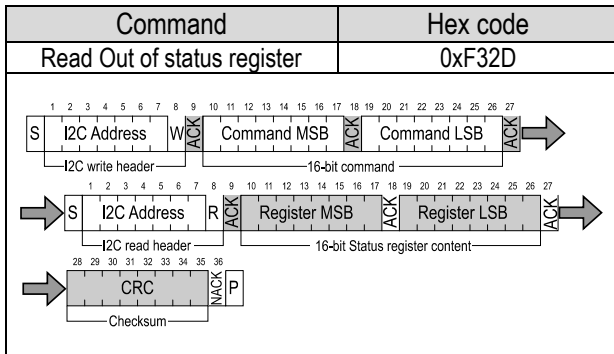 Command Hex code
Read Out of status register 0xF32D
1 2 3 4 5 6 7 8 9 10 11 12 13 14 15 16 17 18 19 20 21 22 23 24 25 26 27
S I2C Address W ACK Command MSB ACK Command LSB ACK
I2C write header 16-bit command
1 2 3 4 5 6 7 8 9 10 11 12 13 14 15 16 17 18 19 20 21 22 23 24 25 26 27
S I2C Address R ACK Register MSB ACK Register LSB ACK
I2C read header 16-bit Status register content
28 29 30 31 32 33 34 35 36
CRC NACK P
Checksum